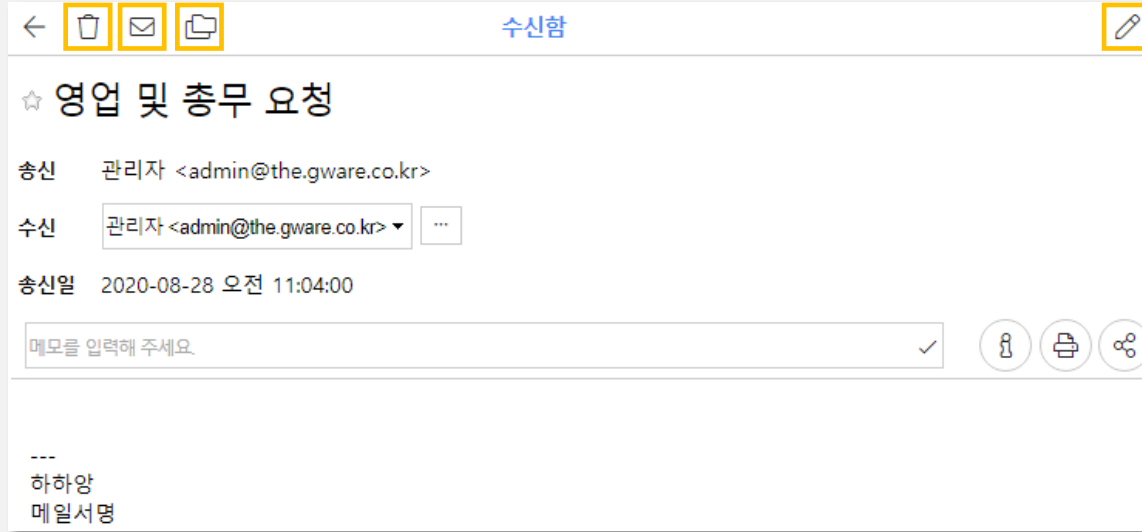 수신함
영업 및 총무 요청
송신 관리자 <admin@the.gware.co.kr>
수신 관리자 <admin@the.gware.co.kr> ...
송신일 2020-08-28 오전 11:04:00
메모를 입력해 주세요.
---
하하앙
메일서명